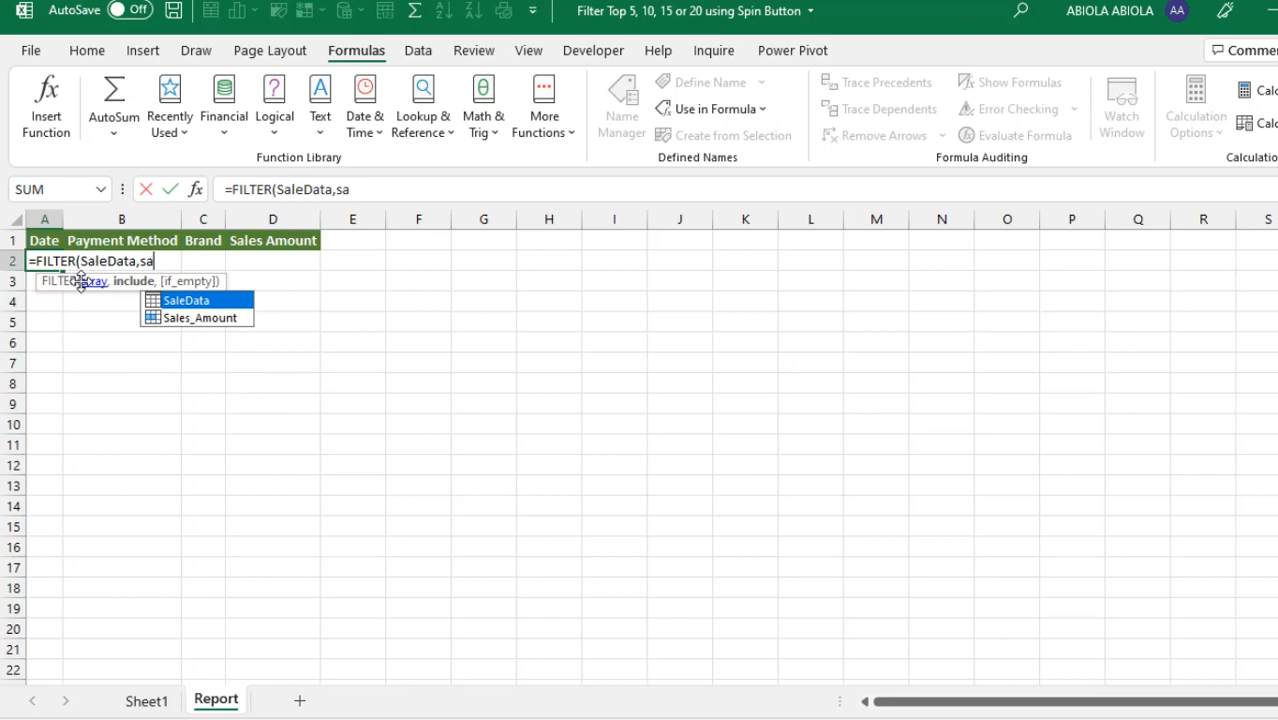 AutoSave Off Filter Top 5, 10, 15 or 20 using Spin Button ABIOLA ABIOLA AA
File Home Insert Draw Page Layout Formulas Data Review View Developer Help Inquire Power Pivot
fx Insert Function
AutoSum
Recently Used
Financial
Logical
A Text
Date & Time
Lookup & Reference
Math & Trig
More Functions
Function Library
Name Manager
Define Name
Use in Formula
Create from Selection
Defined Names
Trace Precedents
Trace Dependents
Remove Arrows
Show Formulas
Error Checking
Evaluate Formula
Formula Auditing
Watch Window
Calculation Options
SUM fx =FILTER(SaleData,sa
A B C D E F G H I J K L M N O P Q R S
1 Date Payment Method Brand Sales Amount
2 =FILTER(SaleData,sa
3
include, [if_empty])
SaleData
4
Sales_Amount
5
6
7
8
9
10
11
12
13
14
15
16
17
18
19
20
21
22
Sheet1 Report